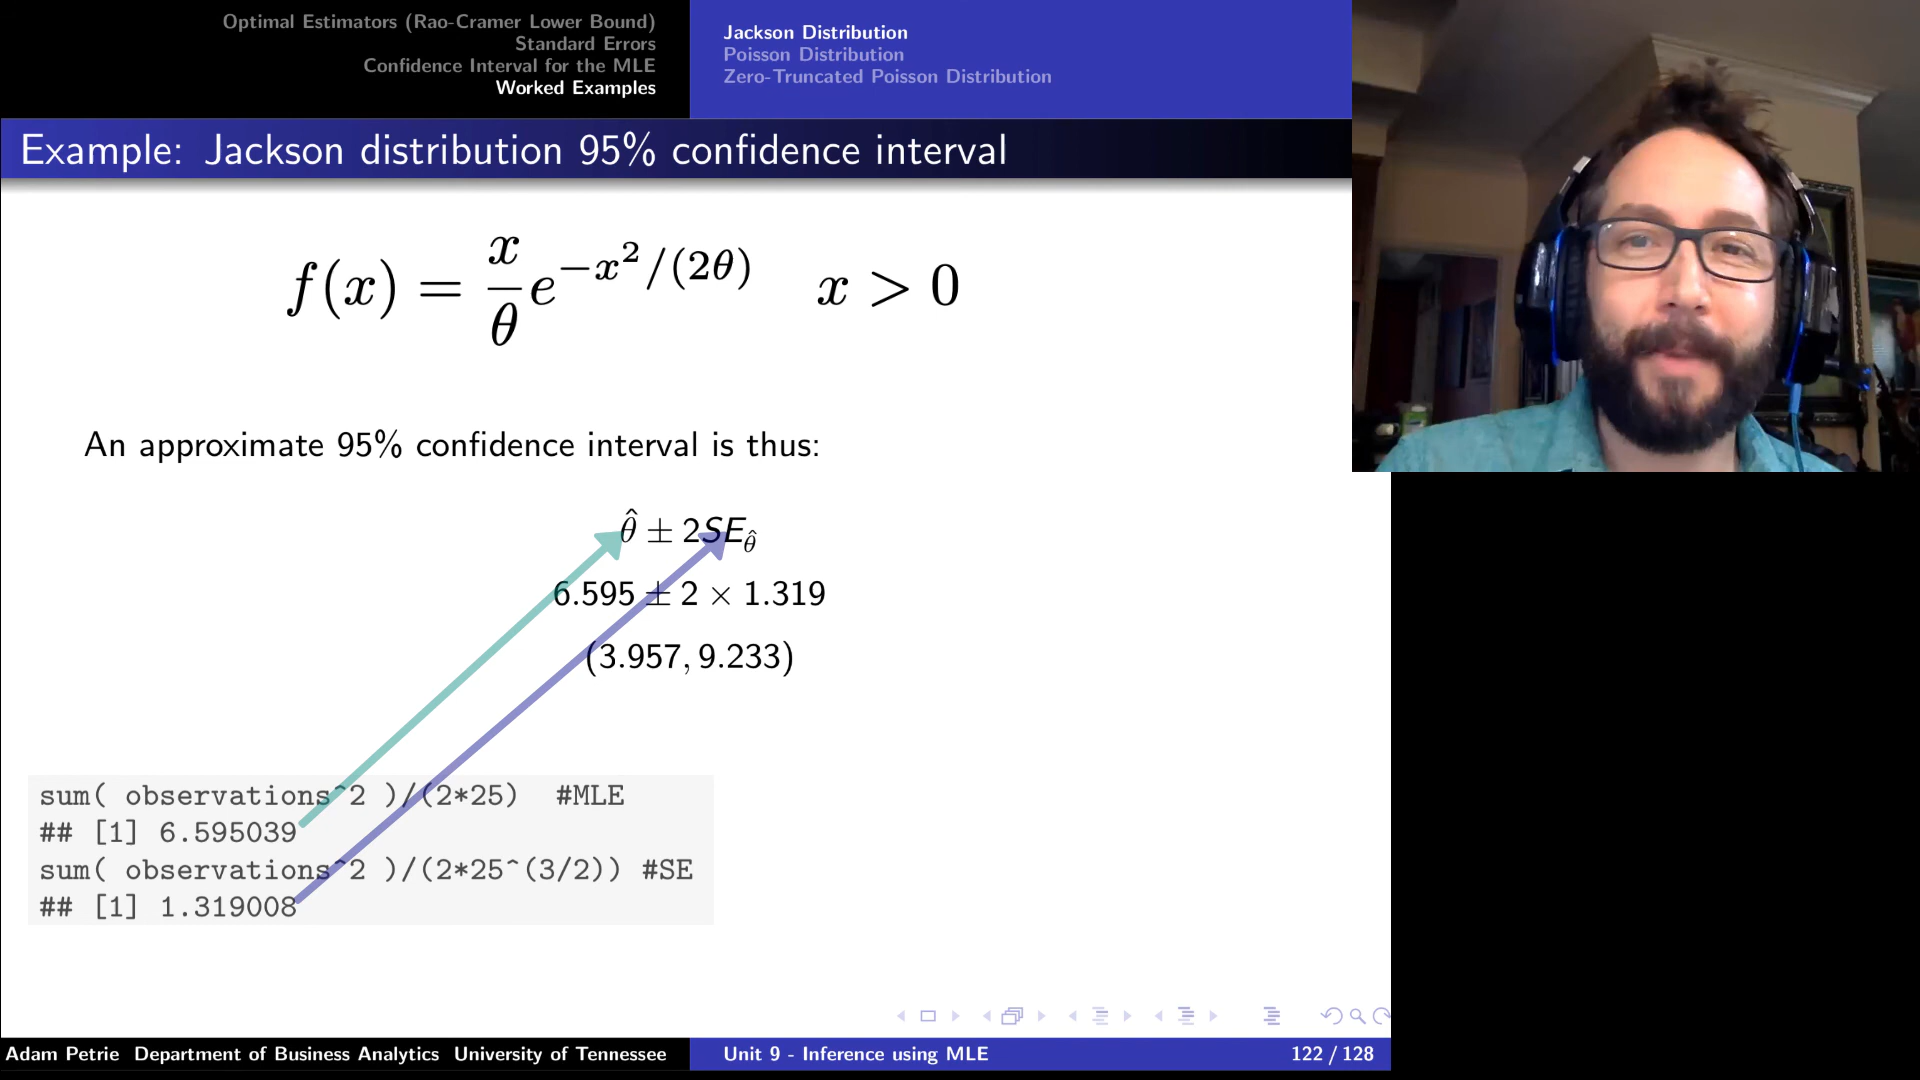 Optimal Estimators (Rao-Cramer Lower Bound)
Standard Errors
Confidence Interval for the MLE
Worked Examples
Jackson Distribution
Poisson Distribution
Zero-Truncated Poisson Distribution
Example: Jackson distribution 95% confidence interval
f(x) = x/θ e^{−x²/(2θ)}   x > 0
An approximate 95% confidence interval is thus:
θ̂ ± 2SE_θ̂
6.595 ± 2 × 1.319
(3.957, 9.233)
sum( observations^2 )/(2*25)  #MLE
## [1] 6.595039
sum( observations^2 )/(2*25^(3/2)) #SE
## [1] 1.319008
Adam Petrie  Department of Business Analytics  University of Tennessee
Unit 9 - Inference using MLE
122 / 128